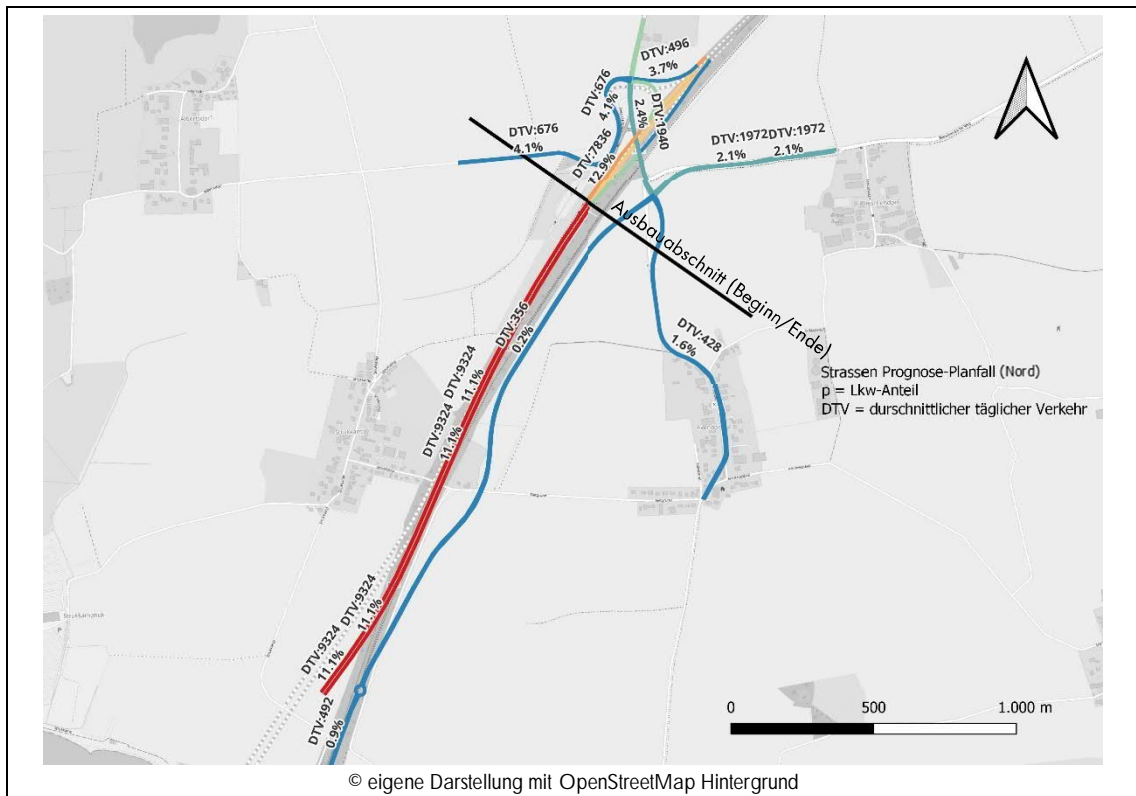 DTV:496
3.7%
DTV:676
4.1%
DTV:1940
2.4%
DTV:676
4.1%
DTV:7836
12.9%
DTV:1972 DTV:1972
2.1% 2.1%
Ausbauabschnitt (Beginn/Ende)
DTV:356
0.2%
DTV:428
1.6%
Strassen Prognose-Planfall (Nord)
p = Lkw-Anteil
DTV = durschnittlicher täglicher Verkehr
DTV:9324
11.1%
DTV:9324
11.1%
DTV:9324
11.1%
DTV:9324
11.1%
DTV:492
0.9%
0 500 1.000 m
© eigene Darstellung mit OpenStreetMap Hintergrund